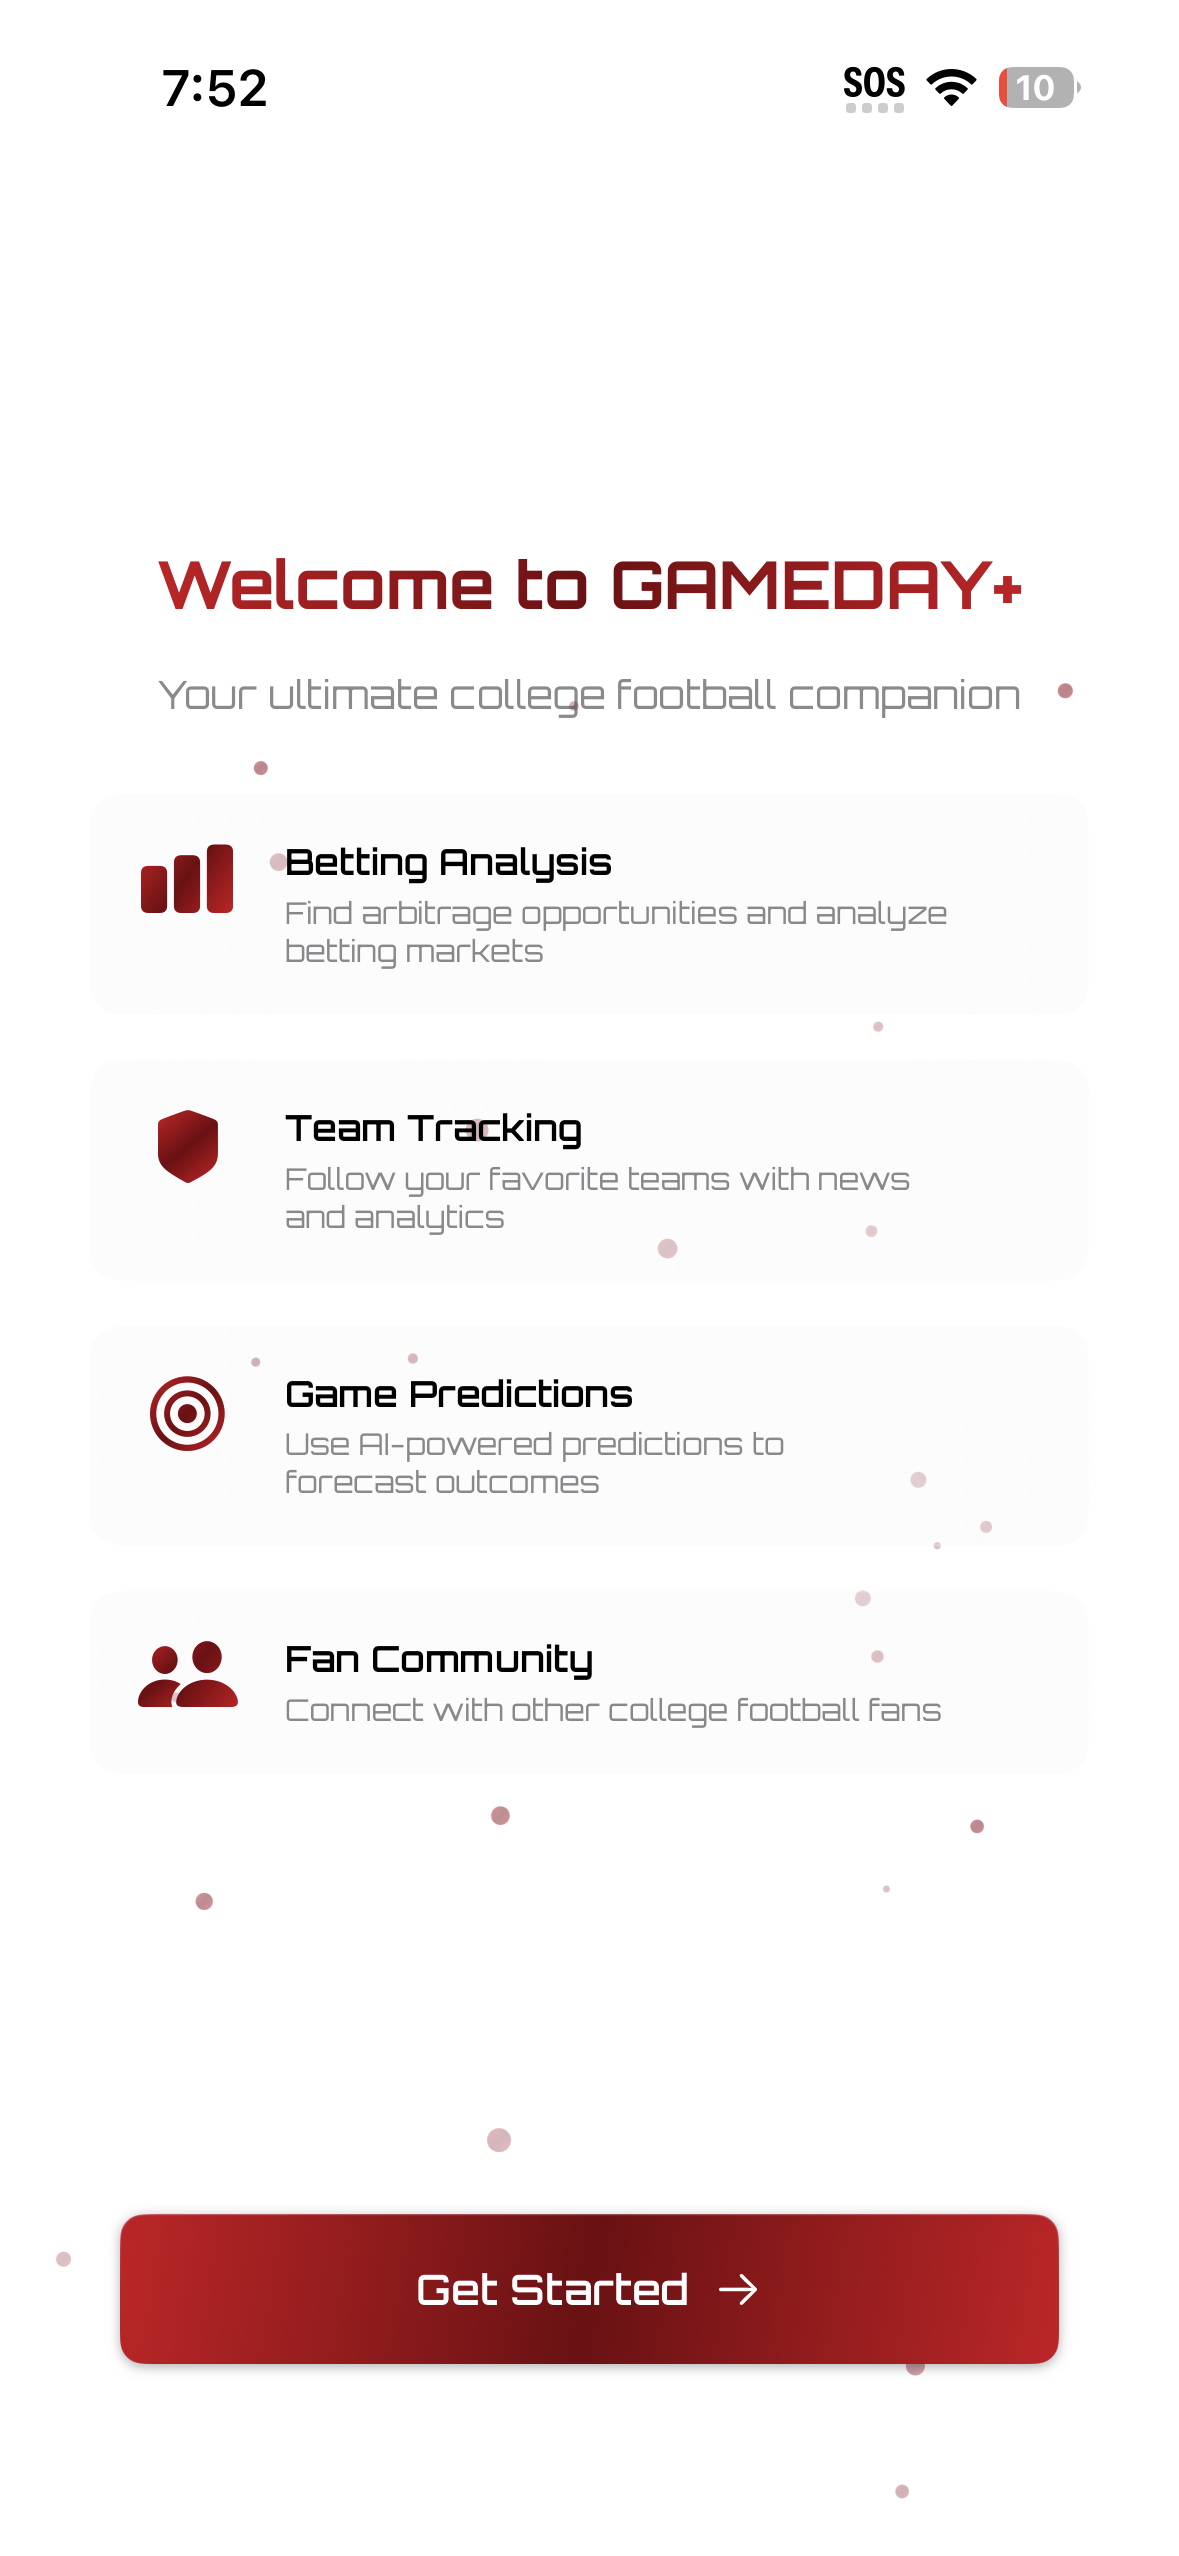 7:52
SOS
10
Welcome to GAMEDAY+
Your ultimate college football companion
Betting Analysis
Find arbitrage opportunities and analyze
betting markets
Team Tracking
Follow your favorite teams with news
and analytics
Game Predictions
Use AI-powered predictions to
forecast outcomes
Fan Community
Connect with other college football fans
Get Started →